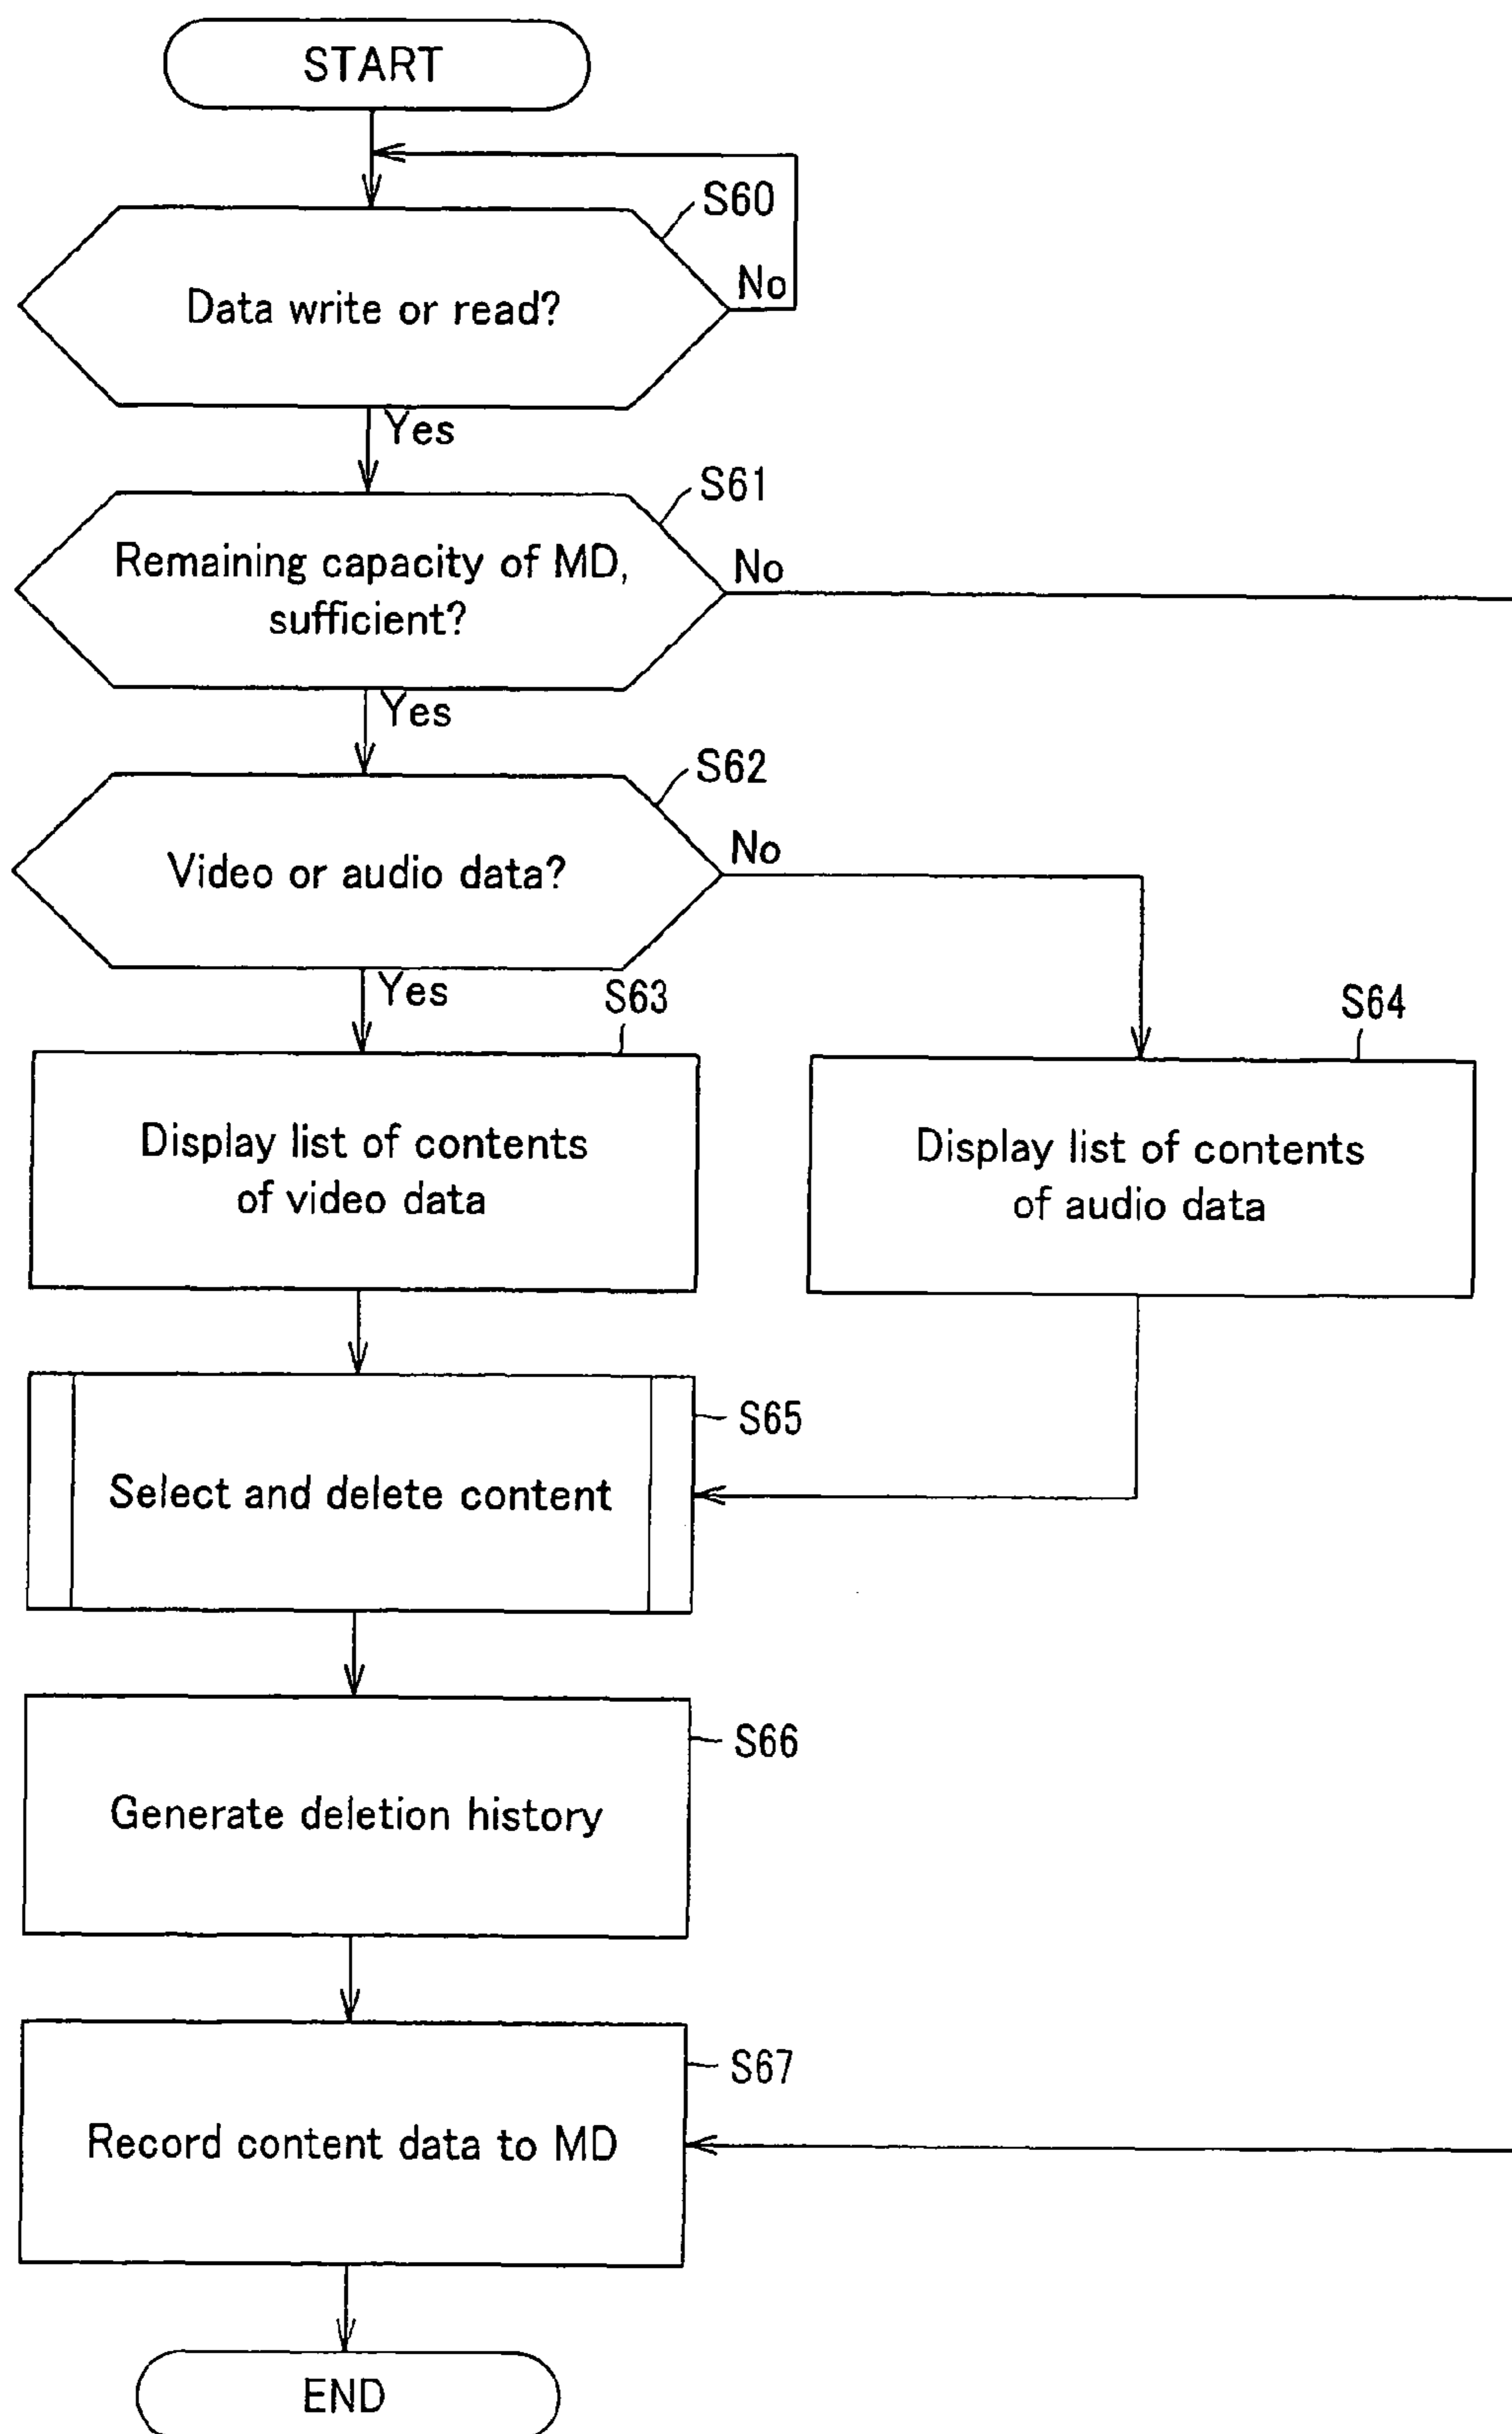 START
S60
No
Data write or read?
Yes
S61
No
Remaining capacity of MD,
sufficient?
Yes
S62
No
Video or audio data?
Yes
S63
S64
Display list of contents
of video data
Display list of contents
of audio data
S65
Select and delete content
S66
Generate deletion history
S67
Record content data to MD
END